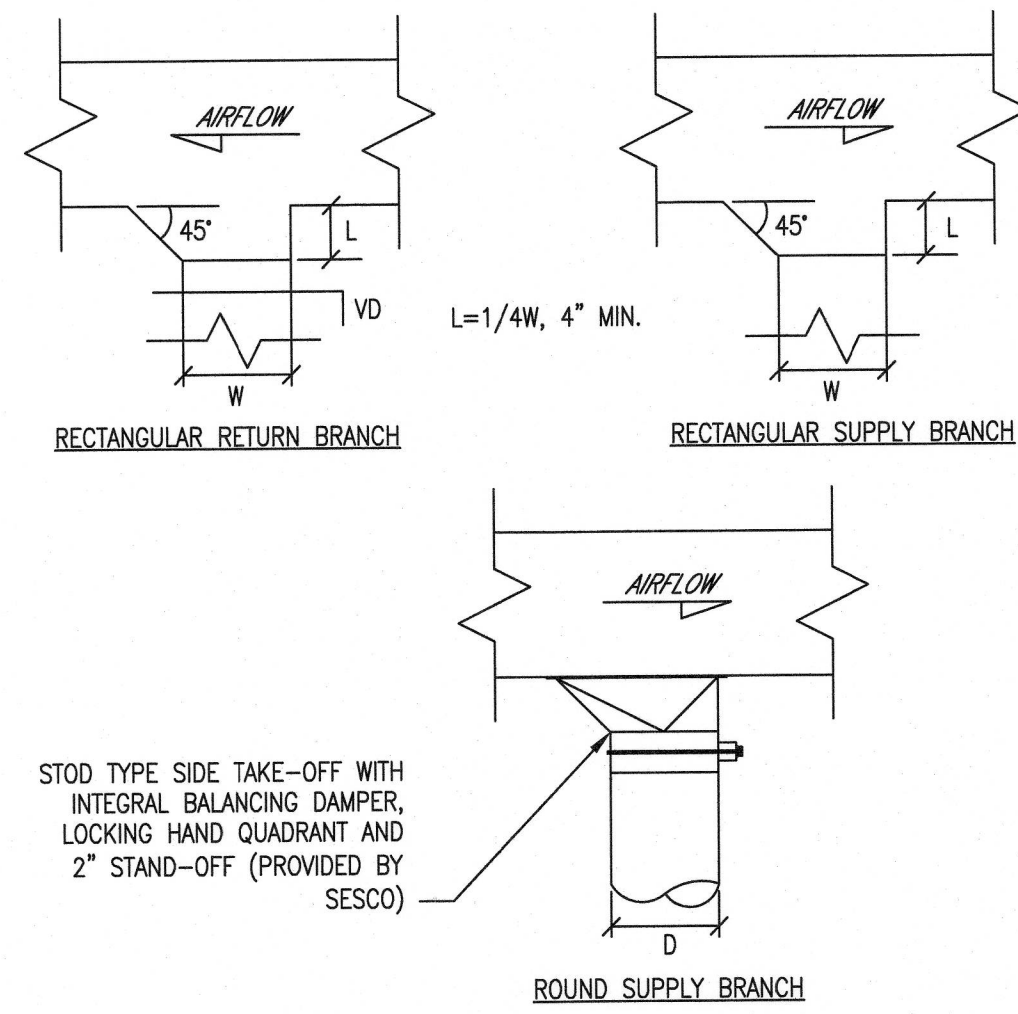 AIRFLOW
45°
L
VD
W
RECTANGULAR RETURN BRANCH
L=1/4W, 4" MIN.
AIRFLOW
45°
L
W
RECTANGULAR SUPPLY BRANCH
AIRFLOW
STOD TYPE SIDE TAKE-OFF WITH
INTEGRAL BALANCING DAMPER,
LOCKING HAND QUADRANT AND
2" STAND-OFF (PROVIDED BY
SESCO)
D
ROUND SUPPLY BRANCH